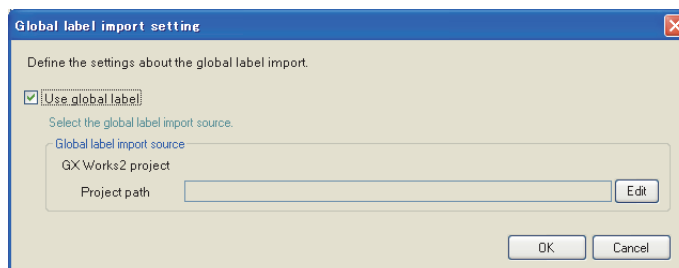 Global label import setting
Define the settings about the global label import.
Use global label
Select the global label import source.
Global label import source
GX Works2 project
Project path
Edit
OK
Cancel